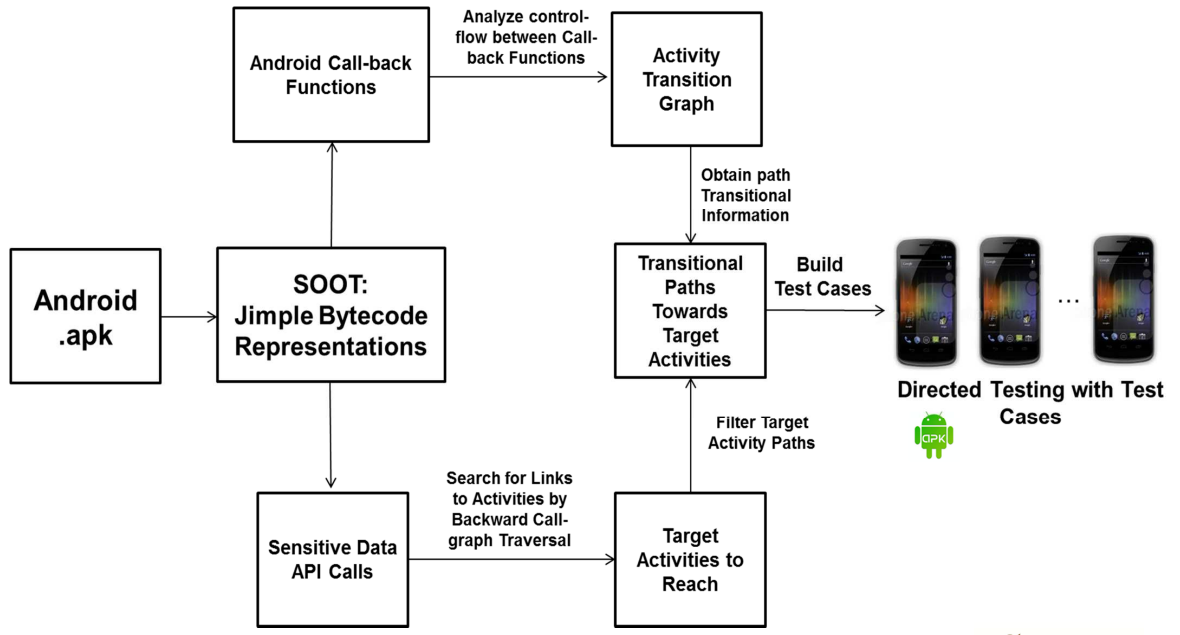 Android Call-back
Functions
Analyze control-
flow between Call-
back Functions
Activity
Transition
Graph
Obtain path
Transitional
Information
Android
.apk
SOOT:
Jimple Bytecode
Representations
Transitional
Paths
Towards
Target
Activities
Build
Test Cases
...
Directed Testing with Test
Cases
apk
Filter Target
Activity Paths
Search for Links
to Activities by
Backward Call-
graph Traversal
Sensitive Data
API Calls
Target
Activities to
Reach